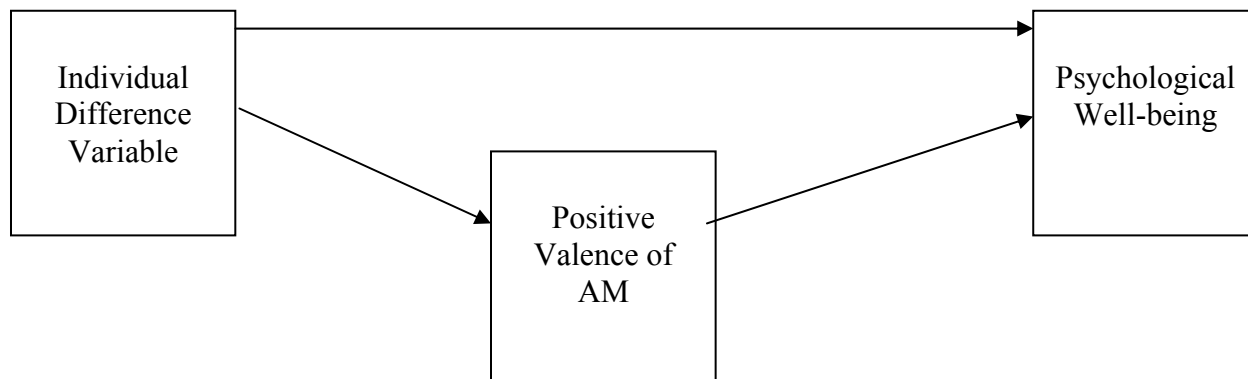 Individual
Difference
Variable
Psychological
Well-being
Positive
Valence of
AM